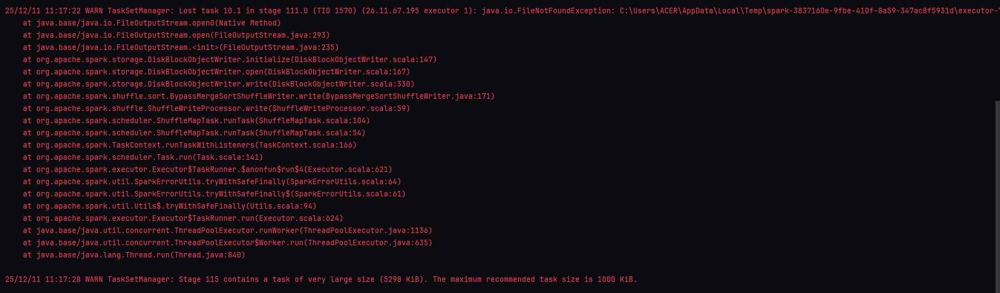 25/12/11 11:17:22 WARN TaskSetManager: Lost task 10.1 in stage 111.0 (TID 1570) (26.11.67.195 executor 1): java.io.FileNotFoundException: C:\Users\ACER\AppData\Local\Temp\spark-3837160e-9fbe-410f-8a59-347ac8f5931d\executor-
at java.base/java.io.FileOutputStream.open0(Native Method)
at java.base/java.io.FileOutputStream.open(FileOutputStream.java:293)
at java.base/java.io.FileOutputStream.<init>(FileOutputStream.java:235)
at org.apache.spark.storage.DiskBlockObjectWriter.initialize(DiskBlockObjectWriter.scala:147)
at org.apache.spark.storage.DiskBlockObjectWriter.open(DiskBlockObjectWriter.scala:167)
at org.apache.spark.storage.DiskBlockObjectWriter.write(DiskBlockObjectWriter.scala:330)
at org.apache.spark.shuffle.sort.BypassMergeSortShuffleWriter.write(BypassMergeSortShuffleWriter.java:171)
at org.apache.spark.shuffle.ShuffleWriteProcessor.write(ShuffleWriteProcessor.scala:59)
at org.apache.spark.scheduler.ShuffleMapTask.runTask(ShuffleMapTask.scala:104)
at org.apache.spark.scheduler.ShuffleMapTask.runTask(ShuffleMapTask.scala:54)
at org.apache.spark.TaskContext.runTaskWithListeners(TaskContext.scala:166)
at org.apache.spark.scheduler.Task.run(Task.scala:141)
at org.apache.spark.executor.Executor$TaskRunner.$anonfun$run$4(Executor.scala:621)
at org.apache.spark.util.SparkErrorUtils.tryWithSafeFinally(SparkErrorUtils.scala:64)
at org.apache.spark.util.SparkErrorUtils.tryWithSafeFinally$(SparkErrorUtils.scala:61)
at org.apache.spark.util.Utils$.tryWithSafeFinally(Utils.scala:94)
at org.apache.spark.executor.Executor$TaskRunner.run(Executor.scala:624)
at java.base/java.util.concurrent.ThreadPoolExecutor.runWorker(ThreadPoolExecutor.java:1136)
at java.base/java.util.concurrent.ThreadPoolExecutor$Worker.run(ThreadPoolExecutor.java:635)
at java.base/java.lang.Thread.run(Thread.java:840)
25/12/11 11:17:28 WARN TaskSetManager: Stage 115 contains a task of very large size (5298 KiB). The maximum recommended task size is 1000 KiB.